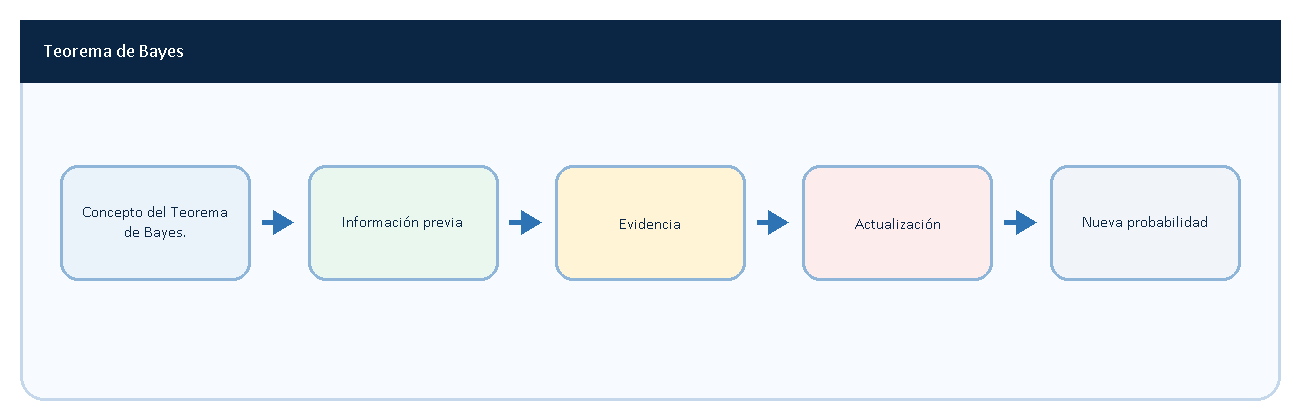 Teorema de Bayes
Concepto del Teorema
de Bayes.
Información previa
Evidencia
Actualización
Nueva probabilidad